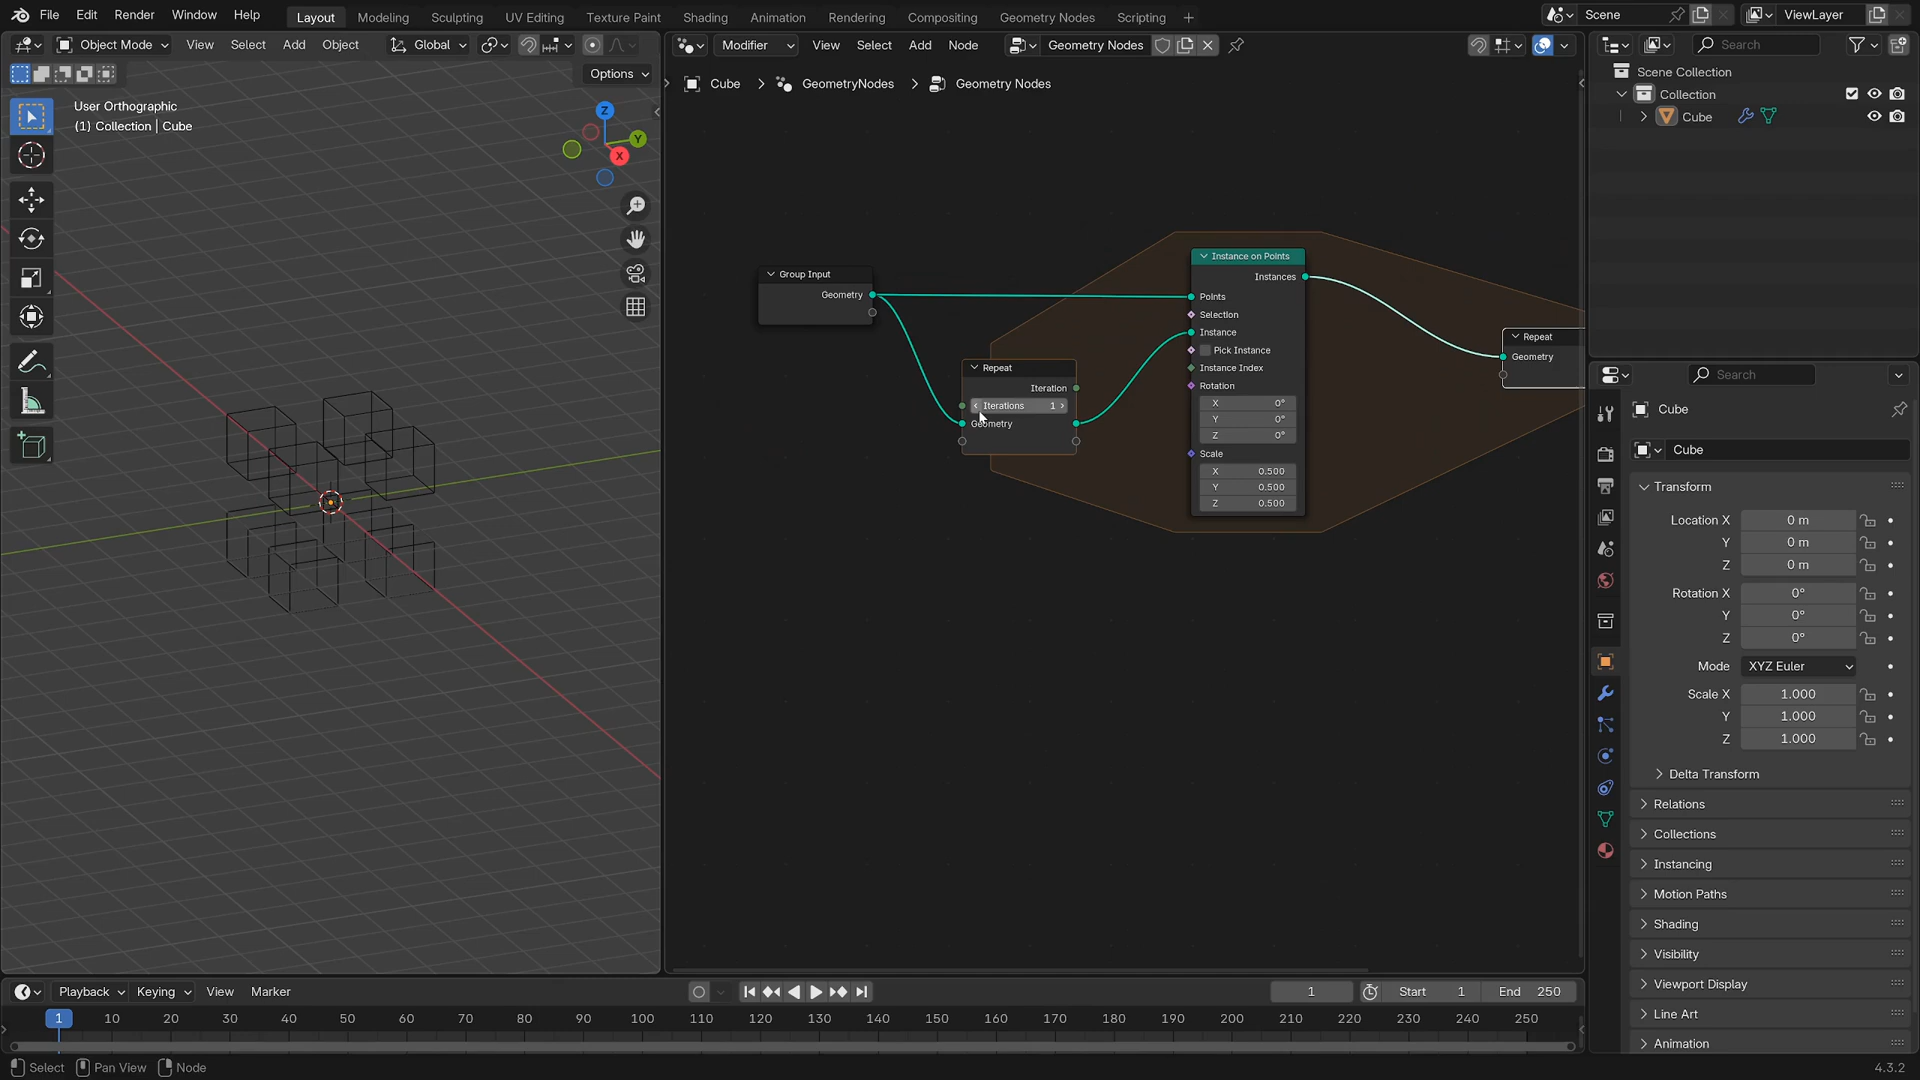 File Edit Render Window Help Layout Modeling Sculpting UV Editing Texture Paint Shading Animation Rendering Compositing Geometry Nodes Scripting + Scene ViewLayer
Object Mode View Select Add Object Global
Modifier View Select Add Node Geometry Nodes
Search
Options
Scene Collection
Collection
Cube
User Orthographic
(1) Collection | Cube
Z
Y
X
Cube > GeometryNodes > Geometry Nodes
Group Input
Geometry
Repeat
Iteration
Iterations 1
Geometry
Instance on Points
Instances
Points
Selection
Instance
Pick Instance
Instance Index
Rotation
X 0°
Y 0°
Z 0°
Scale
X 0.500
Y 0.500
Z 0.500
Repeat
Geometry
Search
Cube
Cube
Transform
Location X 0 m
Y 0 m
Z 0 m
Rotation X 0°
Y 0°
Z 0°
Mode XYZ Euler
Scale X 1.000
Y 1.000
Z 1.000
Delta Transform
Relations
Collections
Instancing
Motion Paths
Shading
Visibility
Viewport Display
Line Art
Animation
Playback Keying View Marker 1 Start 1 End 250
1 10 20 30 40 50 60 70 80 90 100 110 120 130 140 150 160 170 180 190 200 210 220 230 240 250
Select Pan View Node 4.3.2